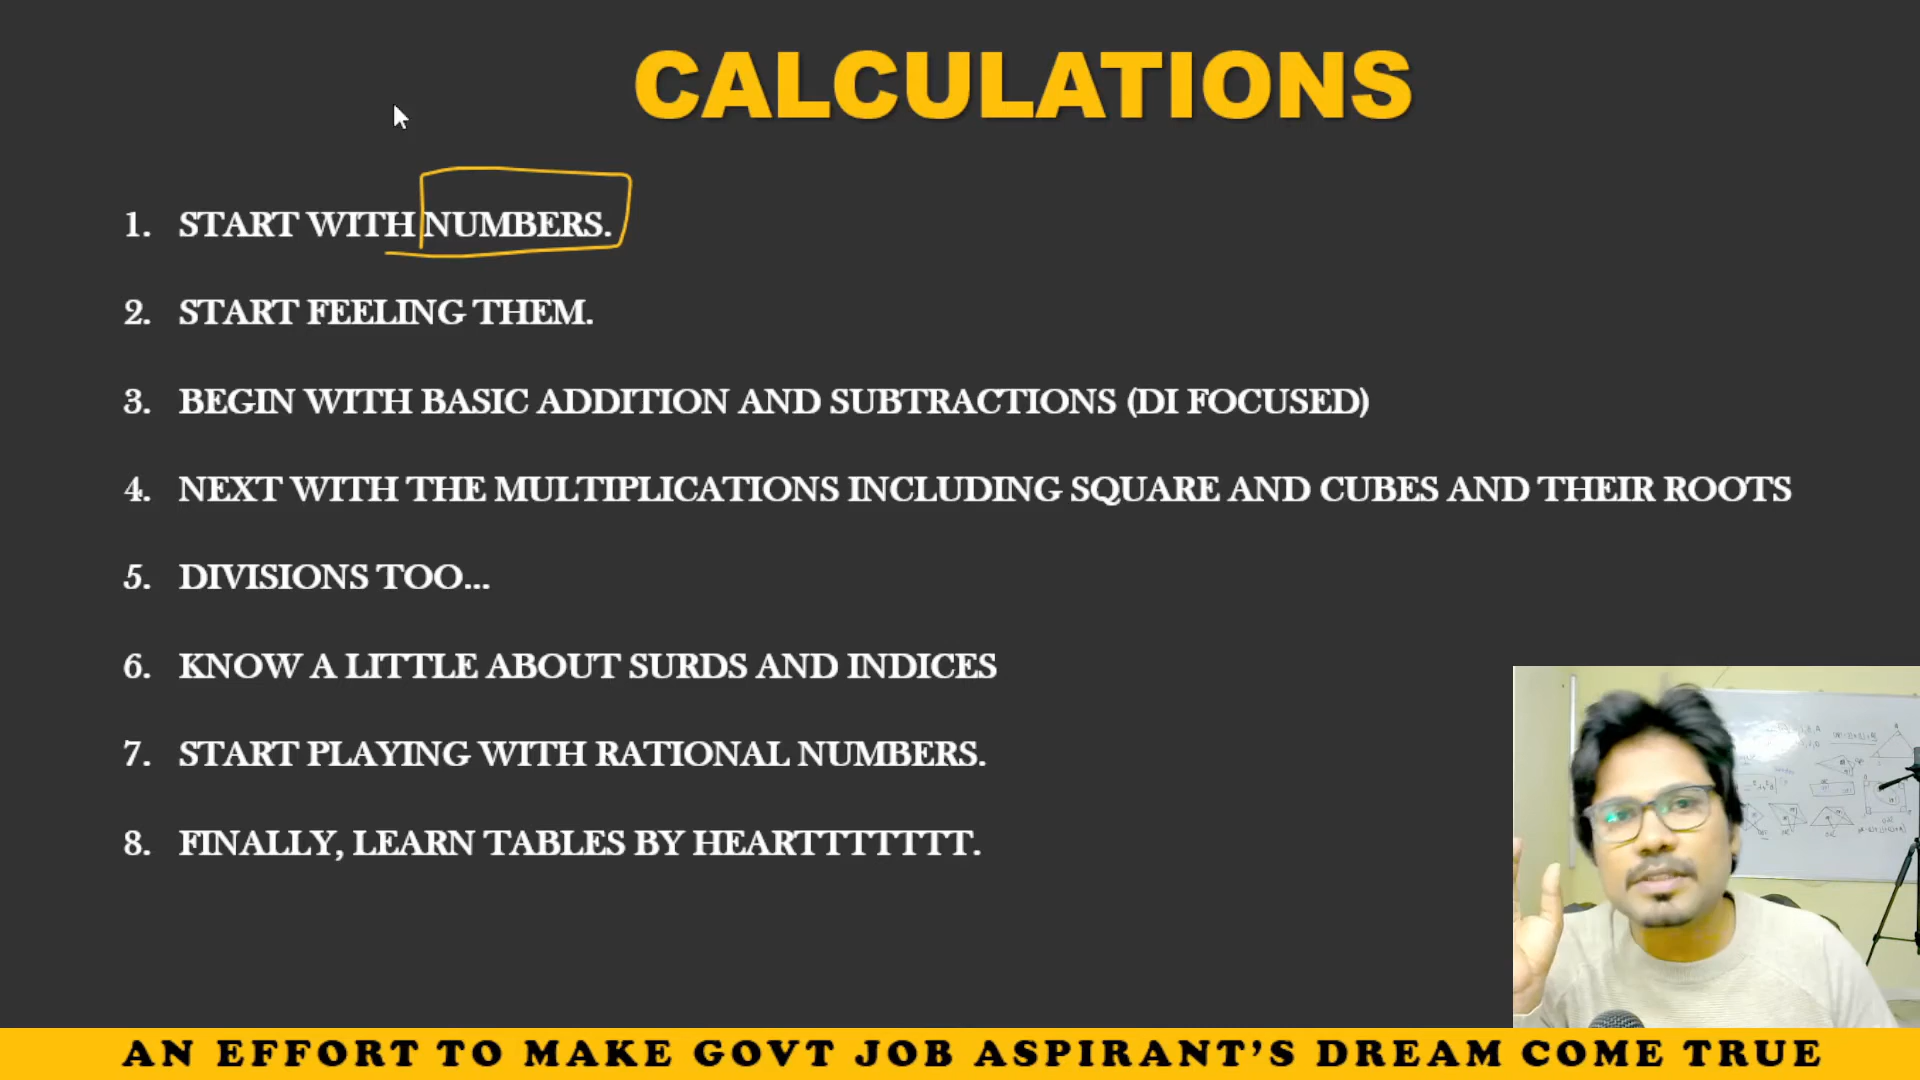 CALCULATIONS
1. START WITH NUMBERS.
2. START FEELING THEM.
3. BEGIN WITH BASIC ADDITION AND SUBTRACTIONS (DI FOCUSED)
4. NEXT WITH THE MULTIPLICATIONS INCLUDING SQUARE AND CUBES AND THEIR ROOTS
5. DIVISIONS TOO...
6. KNOW A LITTLE ABOUT SURDS AND INDICES
7. START PLAYING WITH RATIONAL NUMBERS.
8. FINALLY, LEARN TABLES BY HEARTTTTTTT.
AN EFFORT TO MAKE GOVT JOB ASPIRANT'S DREAM COME TRUE